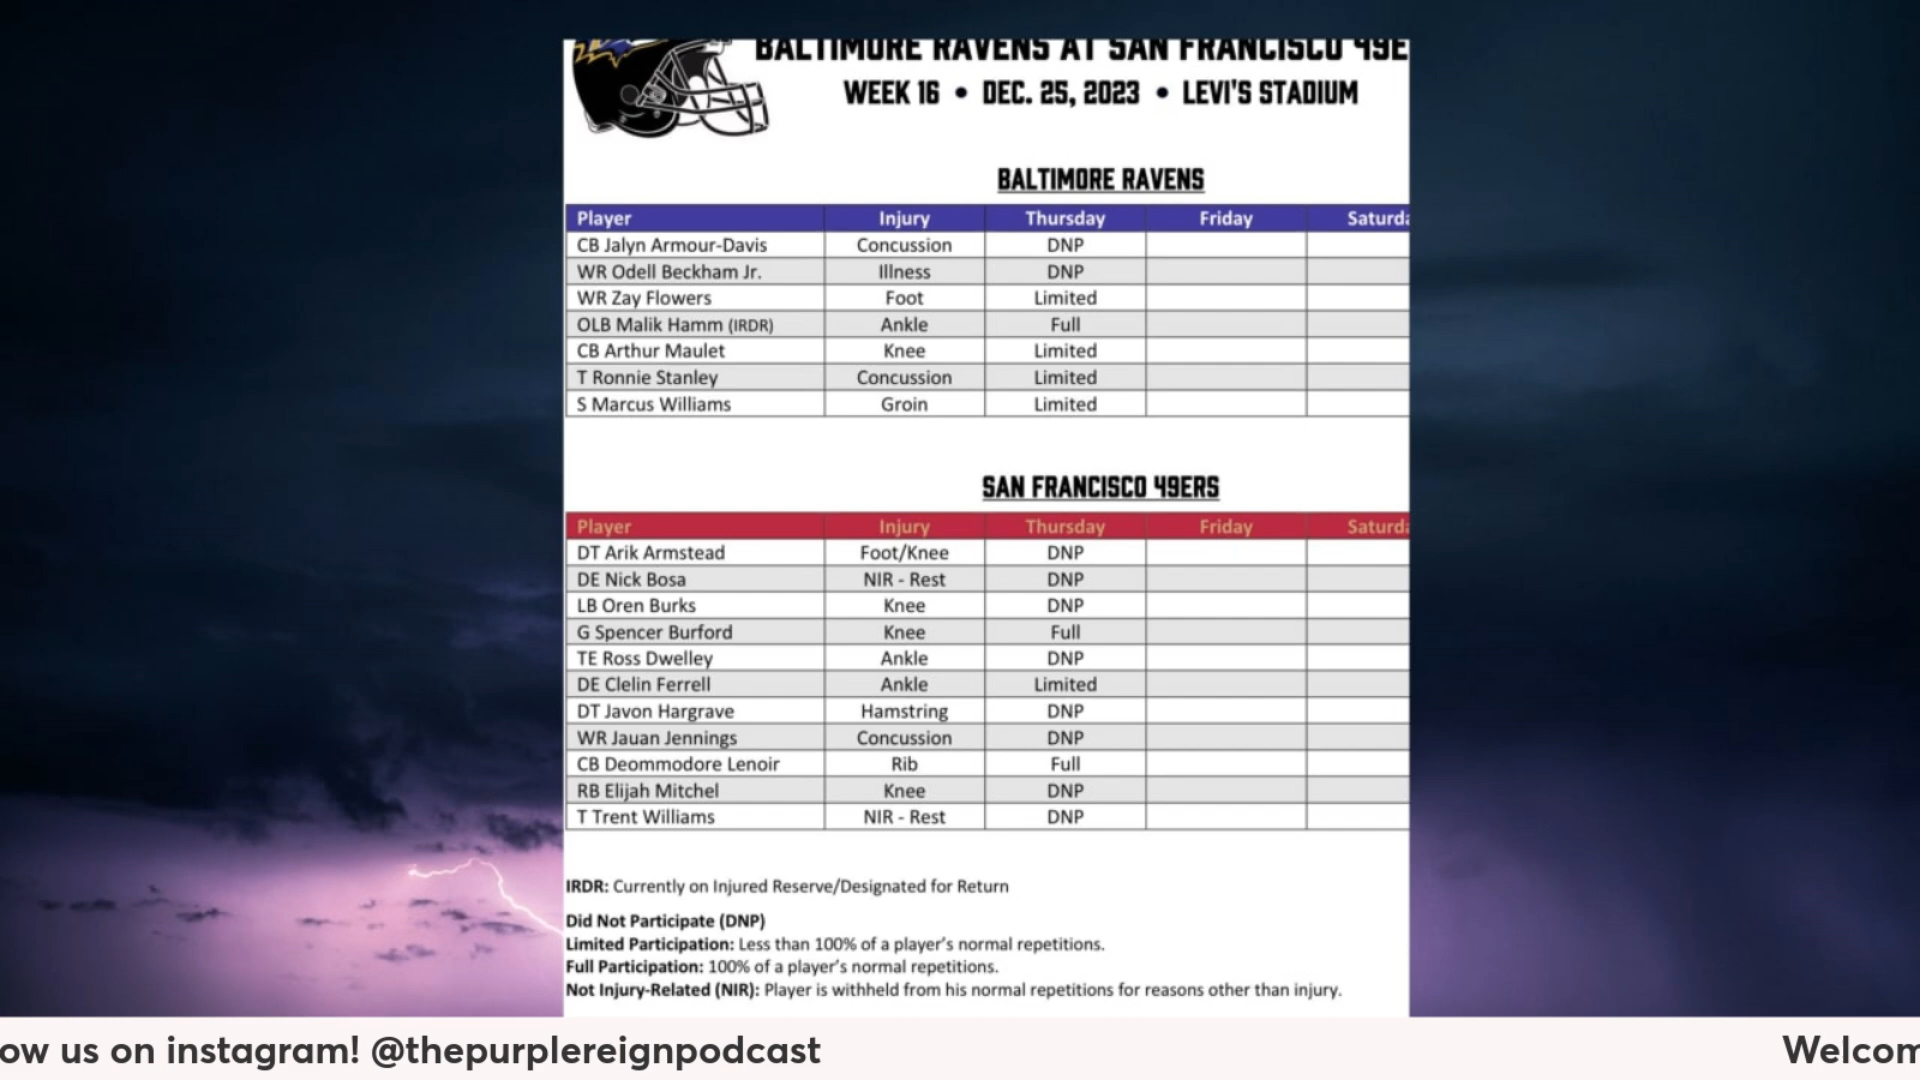 BALTIMORE RAVENS AT SAN FRANCISCO 49E
WEEK 16 • DEC. 25, 2023 • LEVI'S STADIUM
BALTIMORE RAVENS
Player Injury Thursday Friday Saturda
CB Jalyn Armour-Davis Concussion DNP
WR Odell Beckham Jr. Illness DNP
WR Zay Flowers Foot Limited
OLB Malik Hamm (IRDR) Ankle Full
CB Arthur Maulet Knee Limited
T Ronnie Stanley Concussion Limited
S Marcus Williams Groin Limited
SAN FRANCISCO 49ERS
Player Injury Thursday Friday Saturda
DT Arik Armstead Foot/Knee DNP
DE Nick Bosa NIR - Rest DNP
LB Oren Burks Knee DNP
G Spencer Burford Knee Full
TE Ross Dwelley Ankle DNP
DE Clelin Ferrell Ankle Limited
DT Javon Hargrave Hamstring DNP
WR Jauan Jennings Concussion DNP
CB Deommodore Lenoir Rib Full
RB Elijah Mitchel Knee DNP
T Trent Williams NIR - Rest DNP
IRDR: Currently on Injured Reserve/Designated for Return
Did Not Participate (DNP)
Limited Participation: Less than 100% of a player's normal repetitions.
Full Participation: 100% of a player's normal repetitions.
Not Injury-Related (NIR): Player is withheld from his normal repetitions for reasons other than injury.
ow us on instagram! @thepurplereignpodcast Welcom